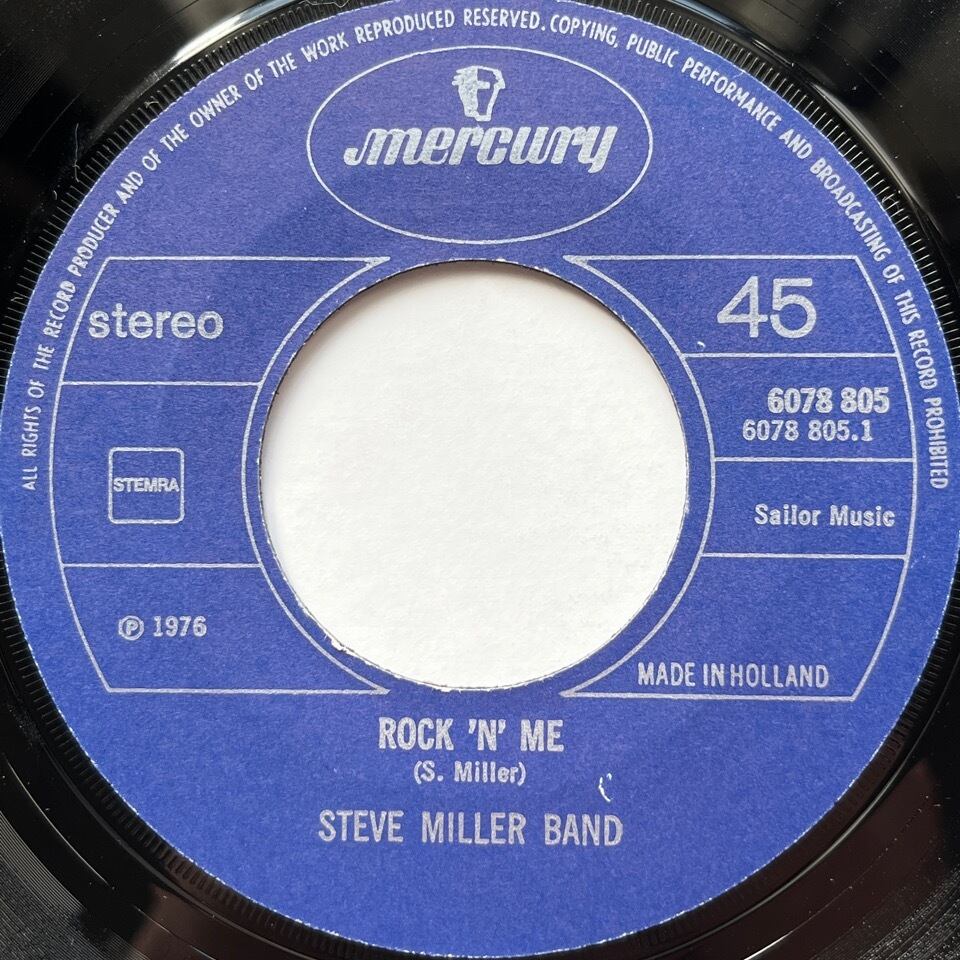 ALL RIGHTS OF THE RECORD PRODUCER AND OF THE OWNER OF THE WORK REPRODUCED RESERVED. COPYING, PUBLIC PERFORMANCE AND BROADCASTING OF THIS RECORD PROHIBITED
mercury
stereo
45
6078 805
6078 805.1
STEMRA
Sailor Music
℗ 1976
MADE IN HOLLAND
ROCK 'N' ME
(S. Miller)
STEVE MILLER BAND